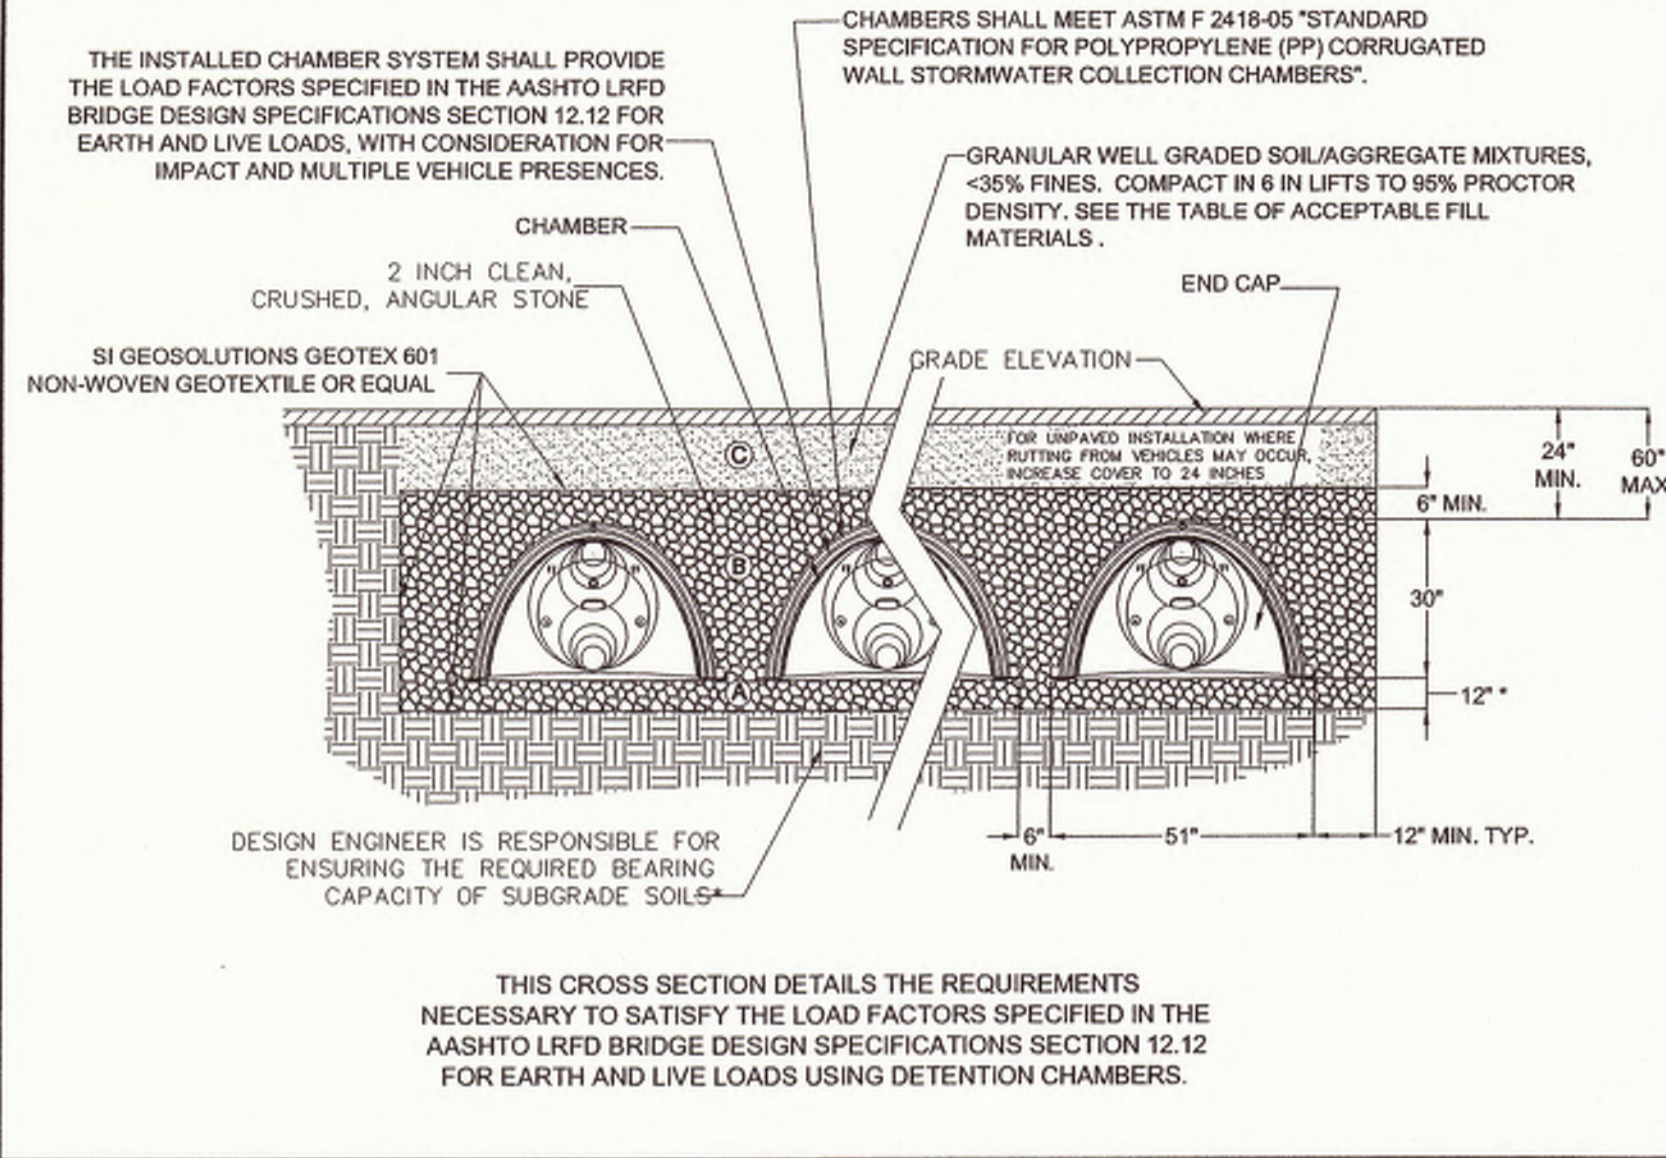 CHAMBERS SHALL MEET ASTM F 2418-05 "STANDARD
SPECIFICATION FOR POLYPROPYLENE (PP) CORRUGATED
WALL STORMWATER COLLECTION CHAMBERS".
THE INSTALLED CHAMBER SYSTEM SHALL PROVIDE
THE LOAD FACTORS SPECIFIED IN THE AASHTO LRFD
BRIDGE DESIGN SPECIFICATIONS SECTION 12.12 FOR
EARTH AND LIVE LOADS, WITH CONSIDERATION FOR
IMPACT AND MULTIPLE VEHICLE PRESENCES.
GRANULAR WELL GRADED SOIL/AGGREGATE MIXTURES,
<35% FINES. COMPACT IN 6 IN LIFTS TO 95% PROCTOR
DENSITY. SEE THE TABLE OF ACCEPTABLE FILL
MATERIALS .
CHAMBER
2 INCH CLEAN,
CRUSHED, ANGULAR STONE
END CAP
SI GEOSOLUTIONS GEOTEX 601
NON-WOVEN GEOTEXTILE OR EQUAL
GRADE ELEVATION
C
FOR UNPAVED INSTALLATION WHERE
RUTTING FROM VEHICLES MAY OCCUR,
INCREASE COVER TO 24 INCHES
24"
MIN.
60"
MAX
6" MIN.
B
30"
A
12" *
6"
MIN.
51"
12" MIN. TYP.
DESIGN ENGINEER IS RESPONSIBLE FOR
ENSURING THE REQUIRED BEARING
CAPACITY OF SUBGRADE SOILS*
THIS CROSS SECTION DETAILS THE REQUIREMENTS
NECESSARY TO SATISFY THE LOAD FACTORS SPECIFIED IN THE
AASHTO LRFD BRIDGE DESIGN SPECIFICATIONS SECTION 12.12
FOR EARTH AND LIVE LOADS USING DETENTION CHAMBERS.